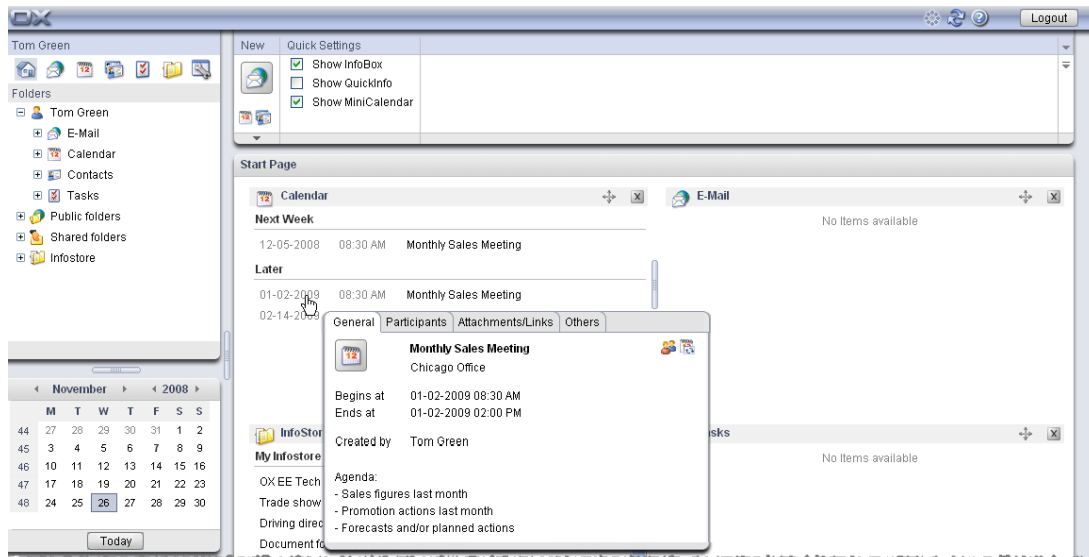 OX
Logout
Tom Green
New
Quick Settings
Show InfoBox
Show QuickInfo
Show MiniCalendar
12
Folders
Tom Green
E-Mail
Calendar
Contacts
Tasks
Public folders
Shared folders
Infostore
Start Page
Calendar
E-Mail
Next Week
No Items available
12-05-2008 08:30 AM Monthly Sales Meeting
Later
01-02-2009 08:30 AM Monthly Sales Meeting
02-14-2009
General Participants Attachments/Links Others
Monthly Sales Meeting
Chicago Office
Begins at 01-02-2009 08:30 AM
Ends at 01-02-2009 02:00 PM
Created by Tom Green
Agenda:
- Sales figures last month
- Promotion actions last month
- Forecasts and/or planned actions
InfoStor
My Infostore
OX EE Tech
Trade show
Driving direc
Document fo
asks
No Items available
November 2008
M T W T F S S
44 27 28 29 30 31 1 2
45 3 4 5 6 7 8 9
46 10 11 12 13 14 15 16
47 17 18 19 20 21 22 23
48 24 25 26 27 28 29 30
Today